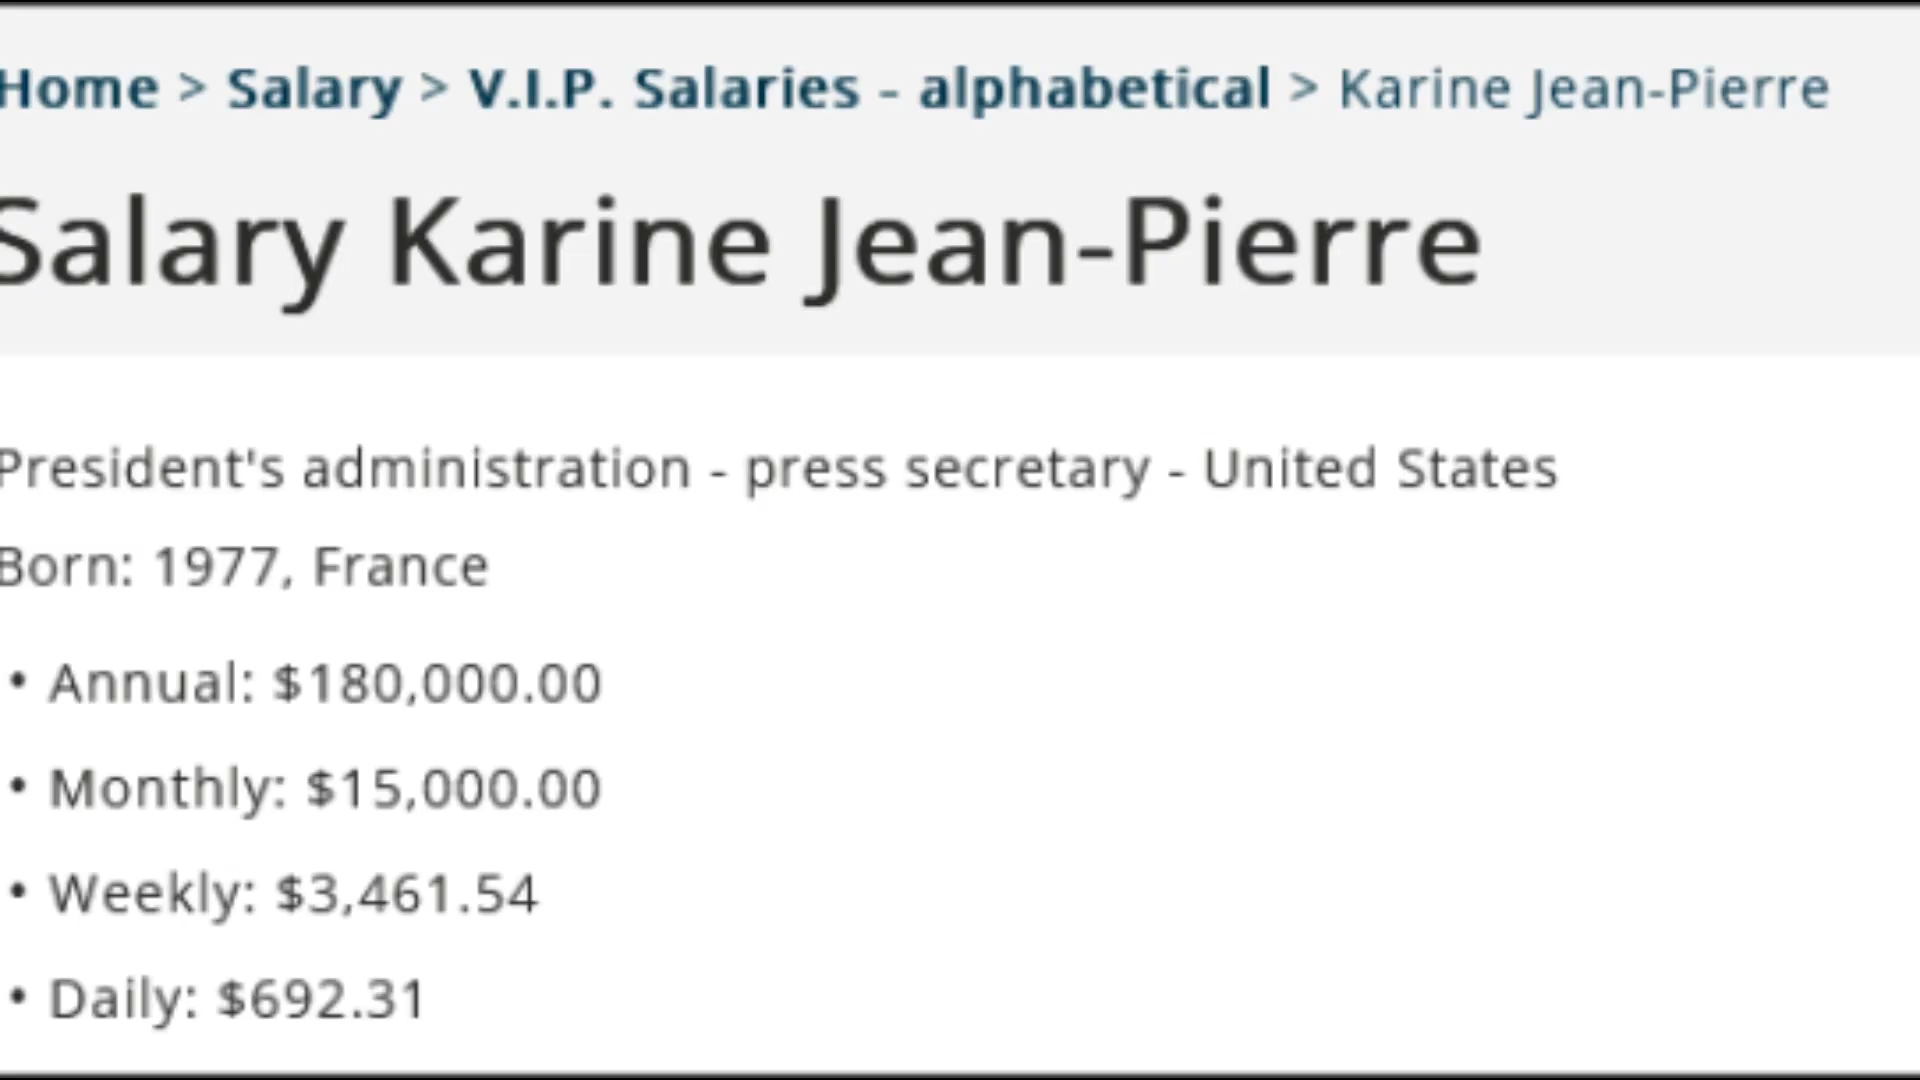 Home > Salary > V.I.P. Salaries - alphabetical > Karine Jean-Pierre
Salary Karine Jean-Pierre
President's administration - press secretary - United States
Born: 1977, France
• Annual: $180,000.00
• Monthly: $15,000.00
• Weekly: $3,461.54
• Daily: $692.31